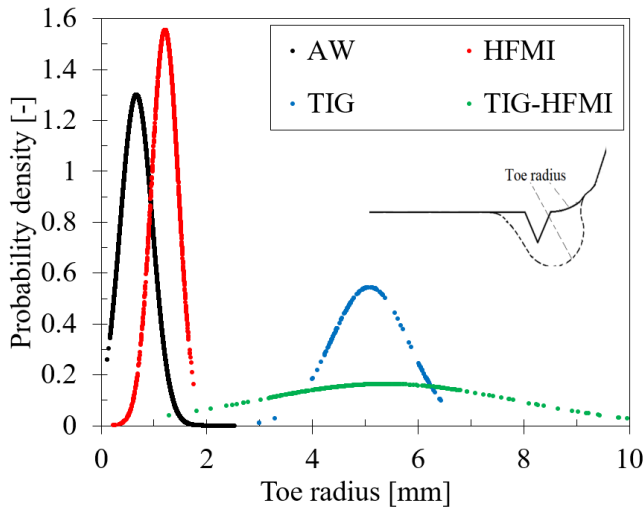 1.6
1.4
1.2
1
0.8
0.6
0.4
0.2
0
Probability density [-]
AW
HFMI
TIG
TIG-HFMI
Toe radius
0 2 4 6 8 10
Toe radius [mm]